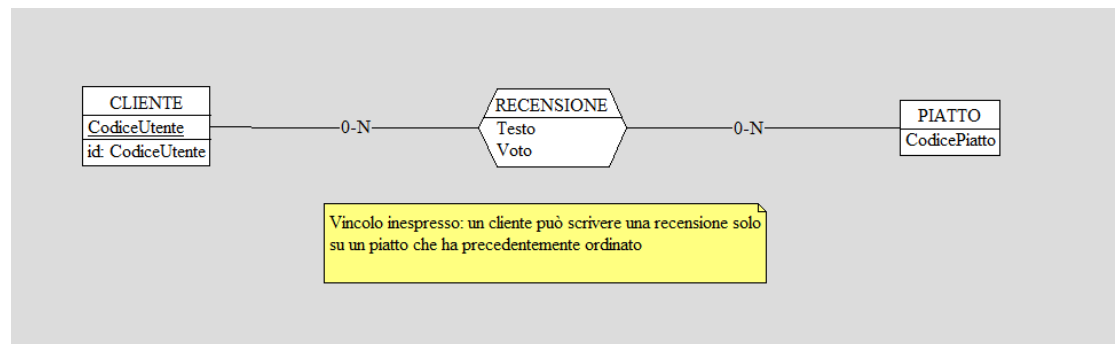 CLIENTE
CodiceUtente
id: CodiceUtente
0-N
RECENSIONE
Testo
Voto
0-N
PIATTO
CodicePiatto
Vincolo inespresso: un cliente può scrivere una recensione solo
su un piatto che ha precedentemente ordinato